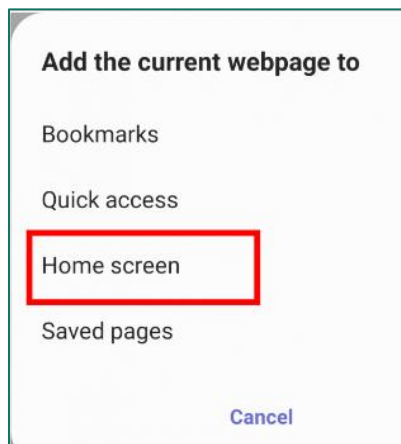 Add the current webpage to
Bookmarks
Quick access
Home screen
Saved pages
Cancel